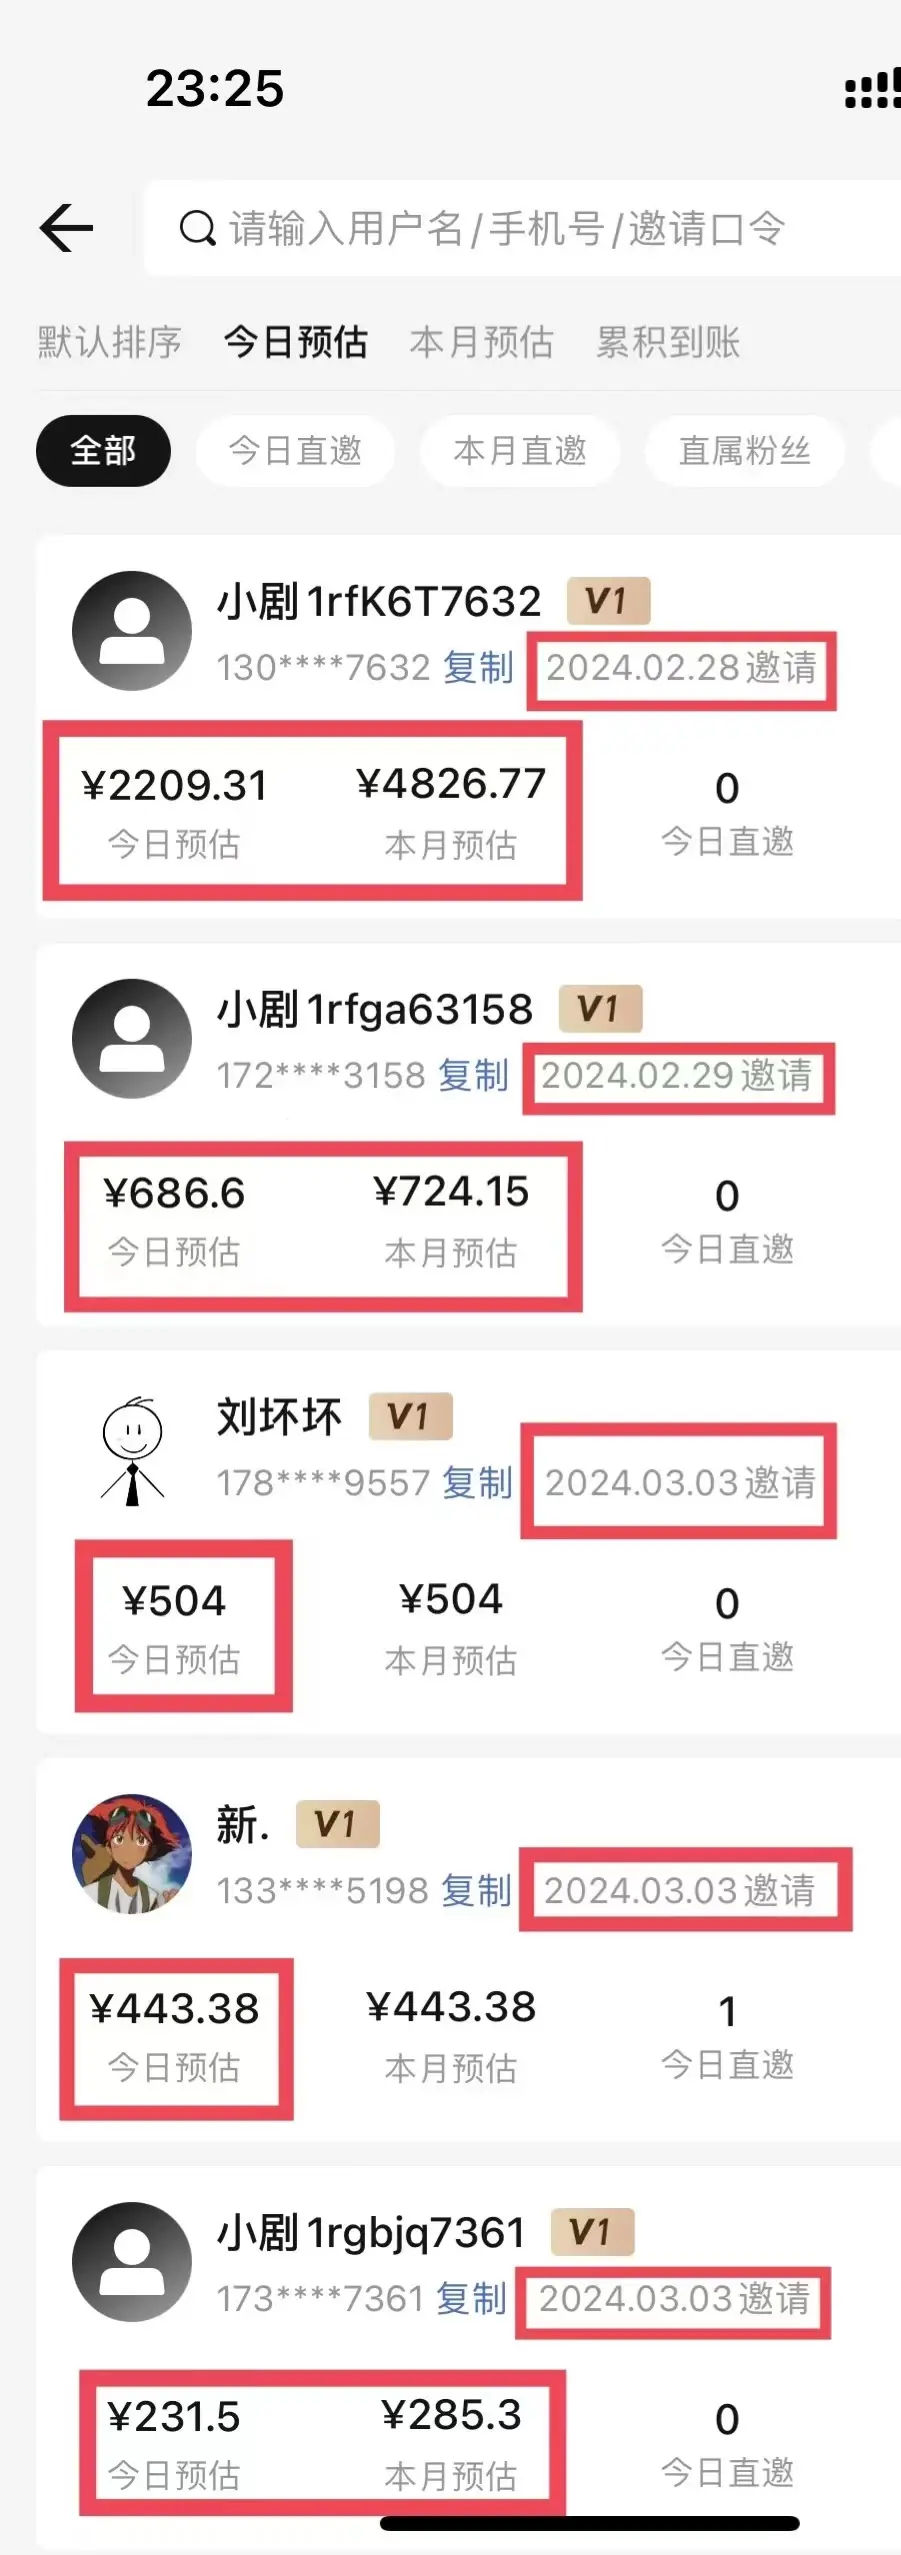 23:25
请输入用户名/手机号/邀请口令
默认排序 今日预估 本月预估 累积到账
全部 今日直邀 本月直邀 直属粉丝
小剧1rfK6T7632 V1
130****7632 复制 2024.02.28邀请
¥2209.31 ¥4826.77 0
今日预估 本月预估 今日直邀
小剧1rfga63158 V1
172****3158 复制 2024.02.29邀请
¥686.6 ¥724.15 0
今日预估 本月预估 今日直邀
刘坏坏 V1
178****9557 复制 2024.03.03邀请
¥504 ¥504 0
今日预估 本月预估 今日直邀
新. V1
133****5198 复制 2024.03.03邀请
¥443.38 ¥443.38 1
今日预估 本月预估 今日直邀
小剧1rgbjq7361 V1
173****7361 复制 2024.03.03邀请
¥231.5 ¥285.3 0
今日预估 本月预估 今日直邀